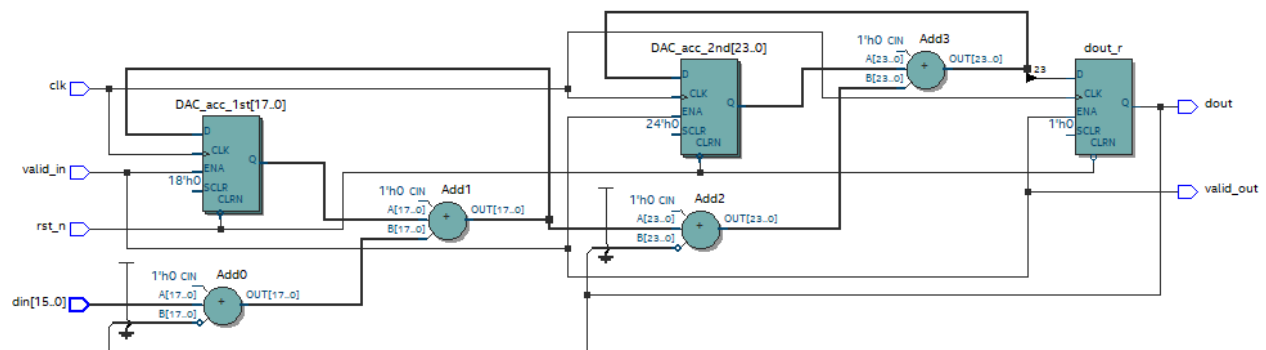 clk
valid_in
rst_n
din[15..0]
DAC_acc_1st[17..0]
D
CLK
ENA
18'h0
SCLR
CLRN
Q
1'h0 CIN
Add0
A[17..0]
B[17..0]
+
OUT[17..0]
1'h0 CIN
Add1
A[17..0]
B[17..0]
+
OUT[17..0]
DAC_acc_2nd[23..0]
D
CLK
ENA
24'h0
SCLR
CLRN
Q
1'h0 CIN
Add2
A[23..0]
B[23..0]
+
OUT[23..0]
1'h0 CIN
Add3
A[23..0]
B[23..0]
+
OUT[23..0]
23
dout_r
D
CLK
ENA
1'h0
SCLR
CLRN
Q
dout
valid_out